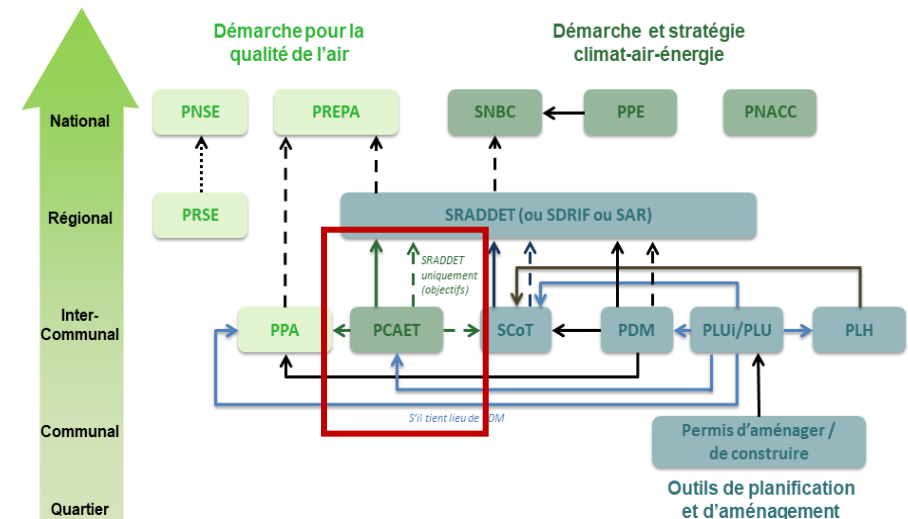 Démarche pour la
qualité de l'air
Démarche et stratégie
climat-air-énergie
National
PNSE
PREPA
SNBC
PPE
PNACC
Régional
PRSE
SRADDET (ou SDRIF ou SAR)
SRADDET
uniquement
(objectifs)
Inter-
Communal
PPA
PCAET
SCoT
PDM
PLUi/PLU
PLH
S'il tient lieu de
DM
Communal
Permis d'aménager /
de construire
Outils de planification
et d'aménagement
Quartier